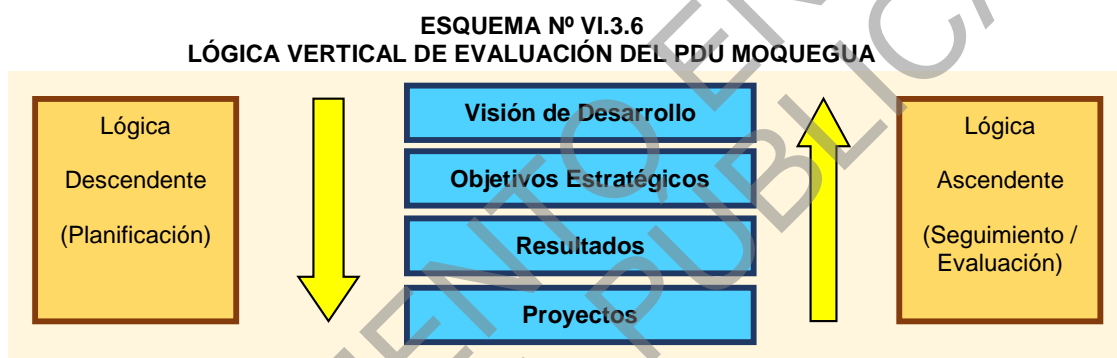 ESQUEMA Nº VI.3.6
LÓGICA VERTICAL DE EVALUACIÓN DEL PDU MOQUEGUA
Lógica
Descendente
(Planificación)
Visión de Desarrollo
Objetivos Estratégicos
Resultados
Proyectos
Lógica
Ascendente
(Seguimiento /
Evaluación)